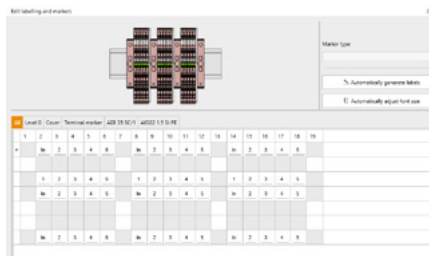 Edit labelling and markers
Marker type
Automatically generate labels
Automatically adjust font size
All Level 0 Cover Terminal marker AEB 35 SC/1
1 2 3 4 5 6 7 8 9 10 11 12 13 14 15 16 17 18 19
In 2 3 4 5 In 2 3 4 5 In 2 3 4 5
1 2 3 4 5 1 2 3 4 5 1 2 3 4 5
In 2 3 4 5 In 2 3 4 5 In 2 3 4 5
In 2 3 4 5 In 2 3 4 5 In 2 3 4 5